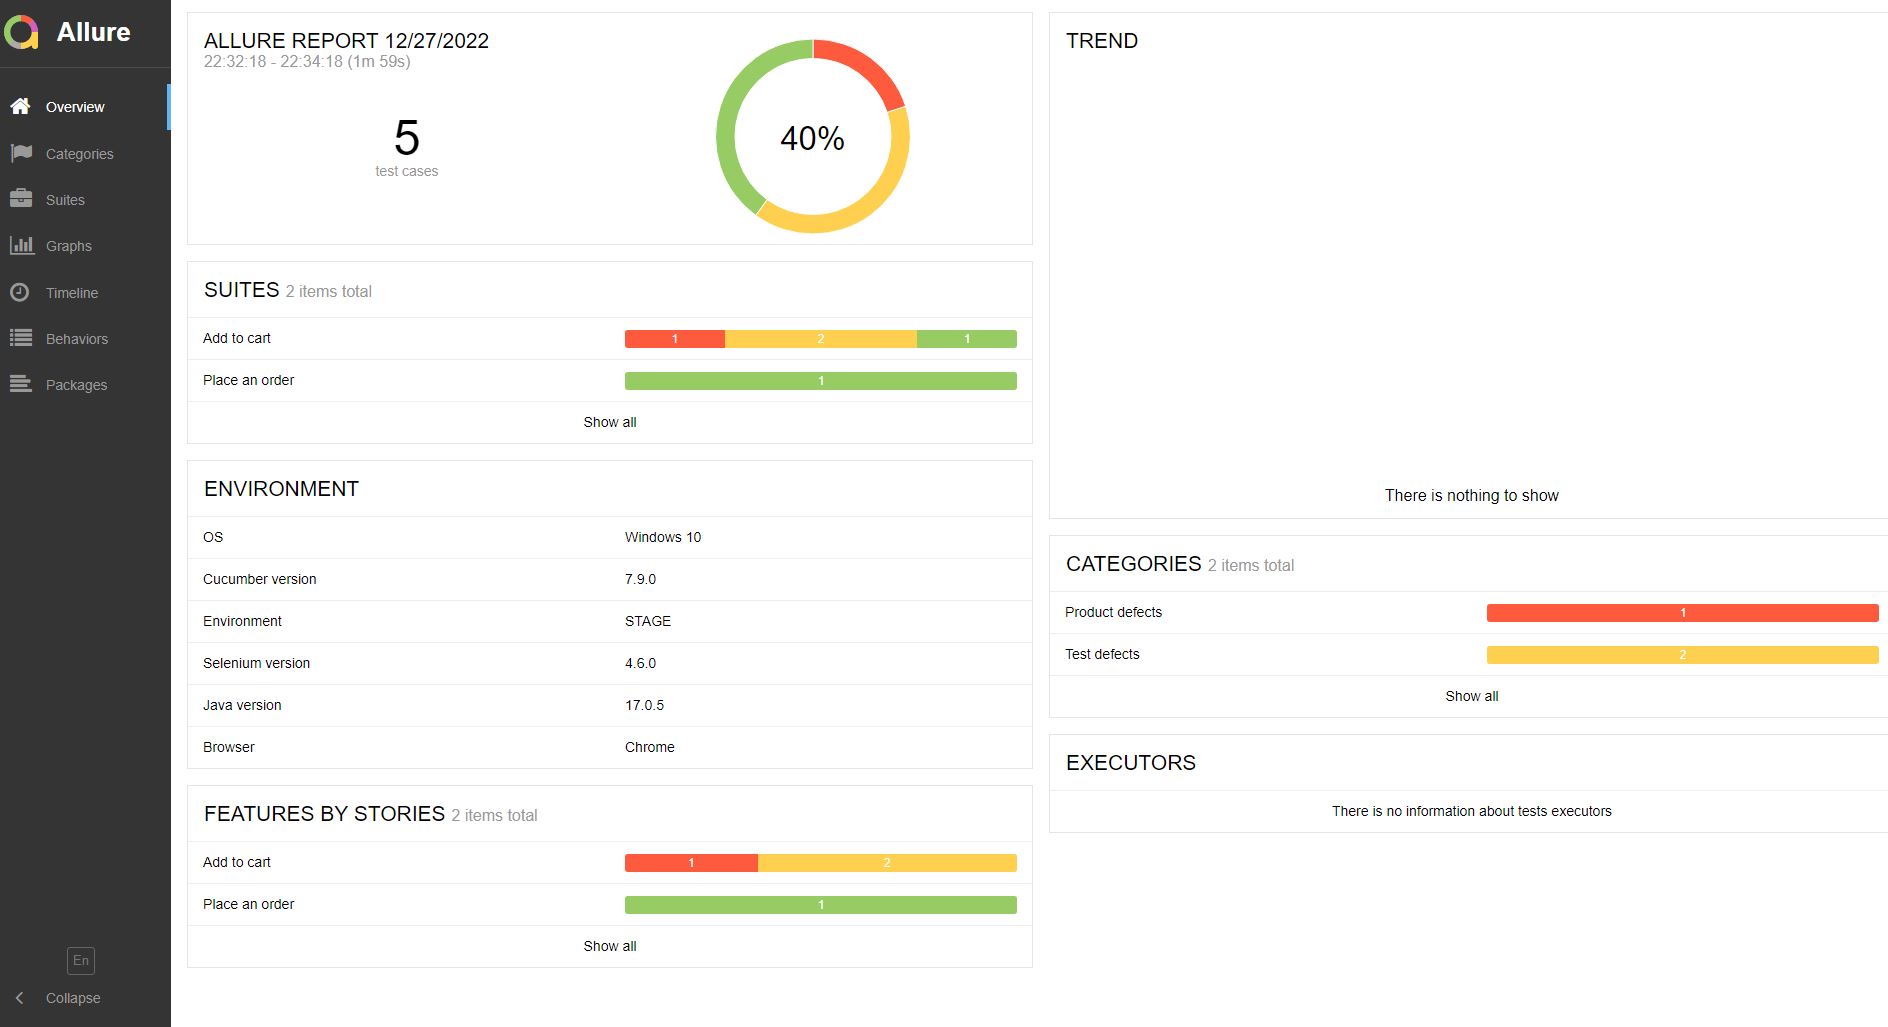 Allure
Overview
Categories
Suites
Graphs
Timeline
Behaviors
Packages
En
Collapse
ALLURE REPORT 12/27/2022
22:32:18 - 22:34:18 (1m 59s)
5
test cases
40%
SUITES 2 items total
Add to cart 1 2 1
Place an order 1
Show all
ENVIRONMENT
OS Windows 10
Cucumber version 7.9.0
Environment STAGE
Selenium version 4.6.0
Java version 17.0.5
Browser Chrome
FEATURES BY STORIES 2 items total
Add to cart 1 2
Place an order 1
Show all
TREND
There is nothing to show
CATEGORIES 2 items total
Product defects 1
Test defects 2
Show all
EXECUTORS
There is no information about tests executors